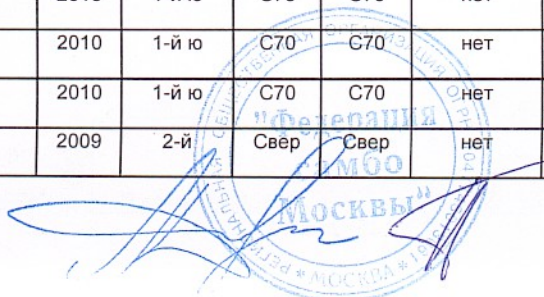 2010 1-й ю С70 С70 нет
2010 1-й ю С70 С70 нет
2009 2-й Свер Свер нет
"Федерация
самбо
Москвы"
* МОСКВА *